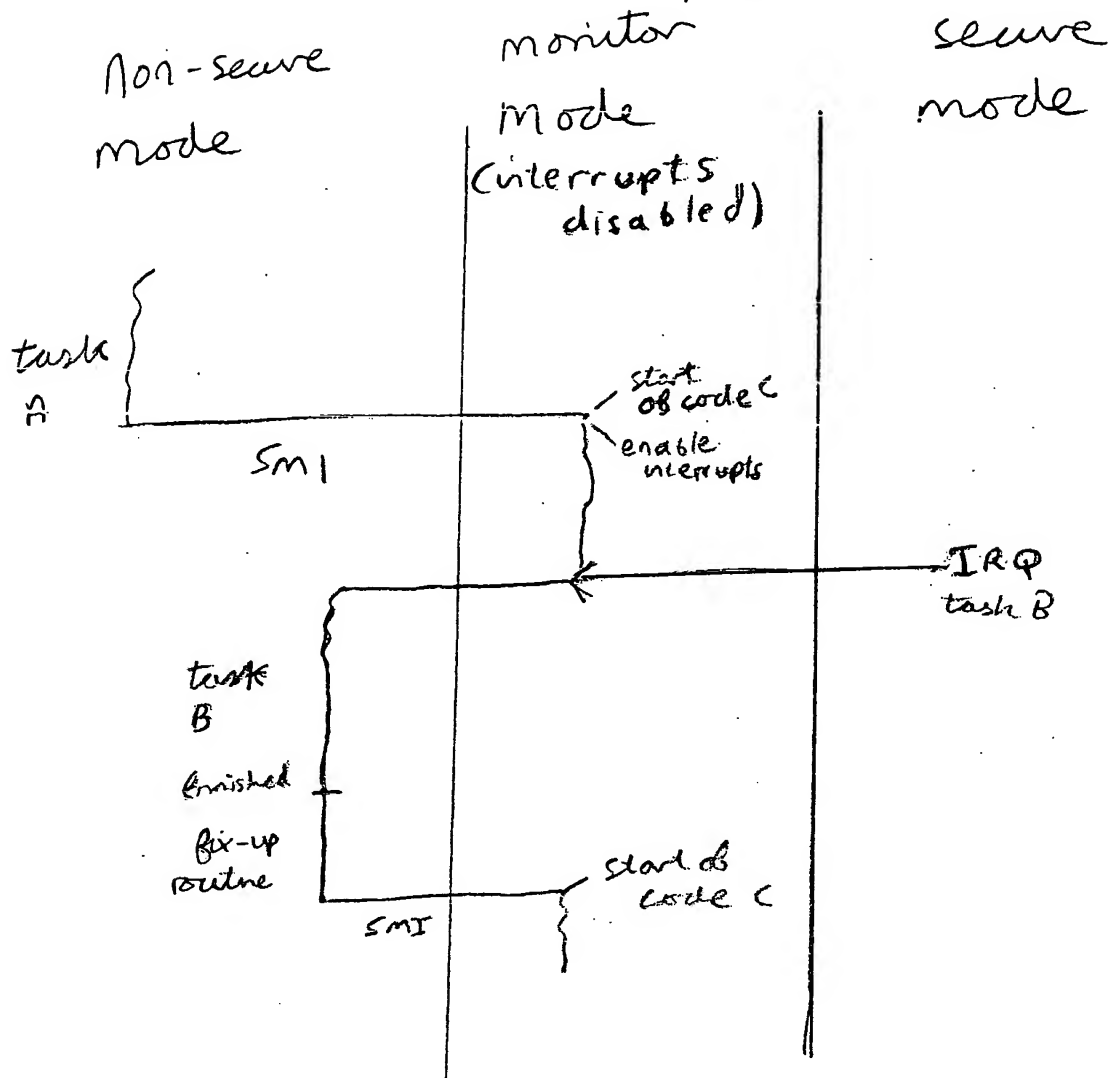 non-secure
mode
monitor
mode
(interrupts
disabled)
secure
mode
task
start
of code C
enable
interrupts
SMI
IRQ
task B
task
B
finished
fix-up
routine
start of
code C
SMI